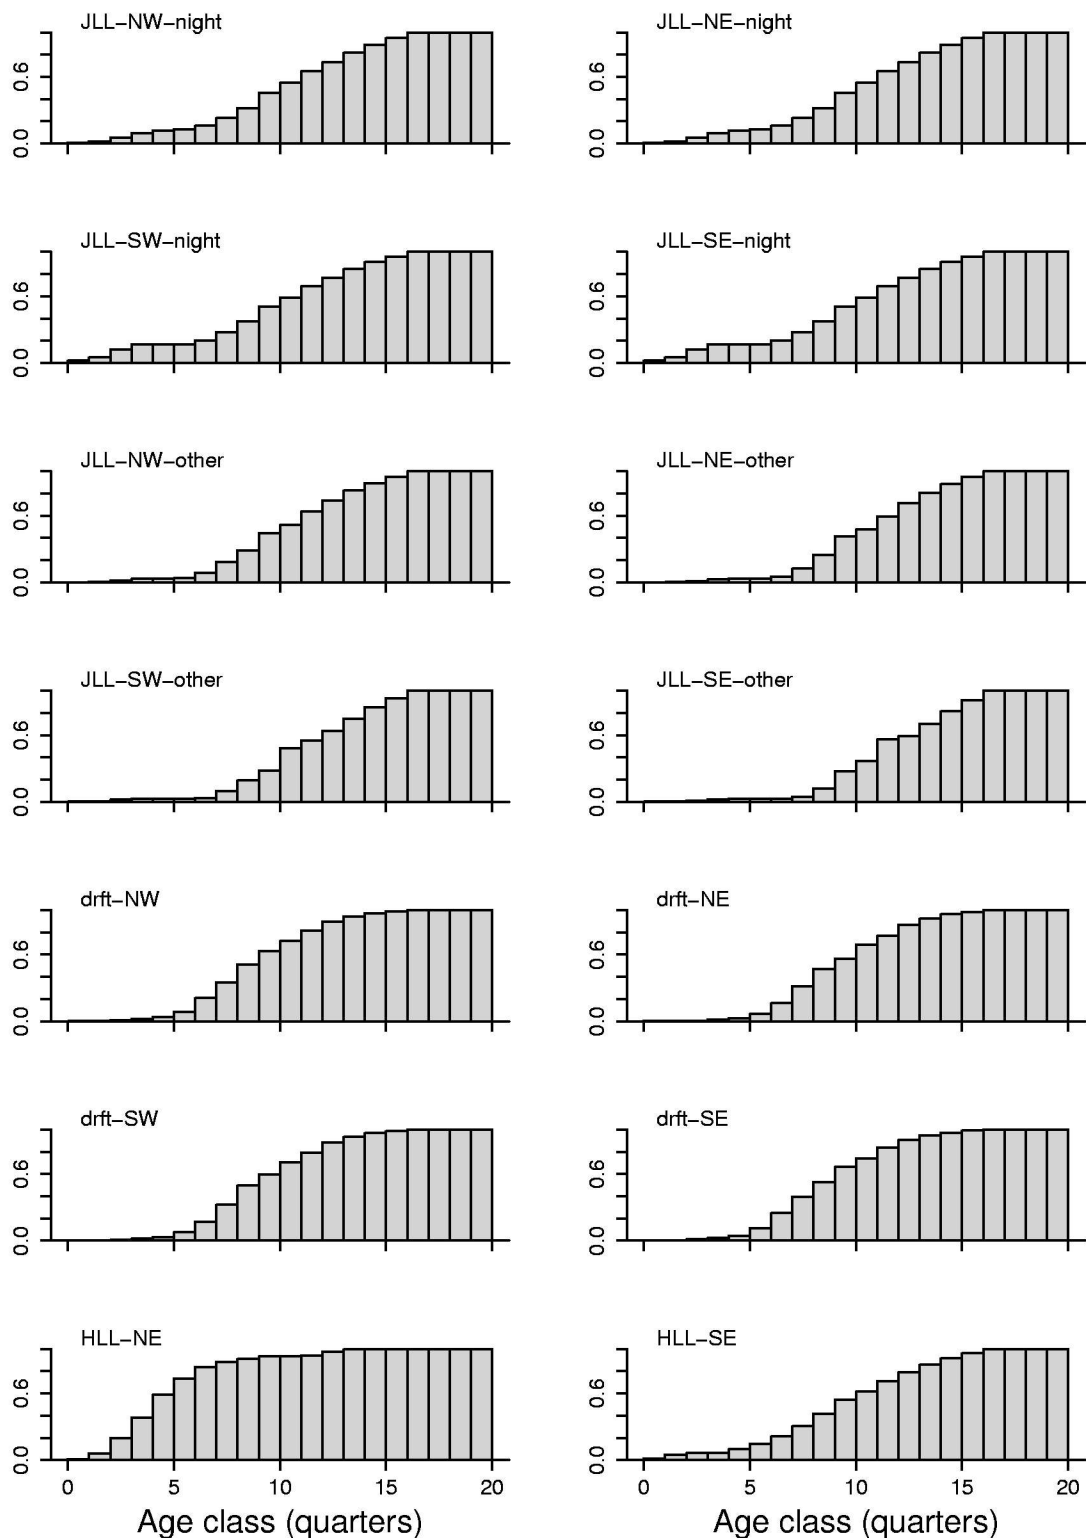 JLL−NW−night JLL−NE−night
0.6 0.6
0.0 0.0
JLL−SW−night JLL−SE−night
0.6 0.6
0.0 0.0
JLL−NW−other JLL−NE−other
0.6 0.6
0.0 0.0
JLL−SW−other JLL−SE−other
0.6 0.6
0.0 0.0
drft−NW drft−NE
0.6 0.6
0.0 0.0
drft−SW drft−SE
0.6 0.6
0.0 0.0
HLL−NE HLL−SE
0.6 0.6
0.0 0.0
0 5 10 15 20 0 5 10 15 20
Age class (quarters) Age class (quarters)